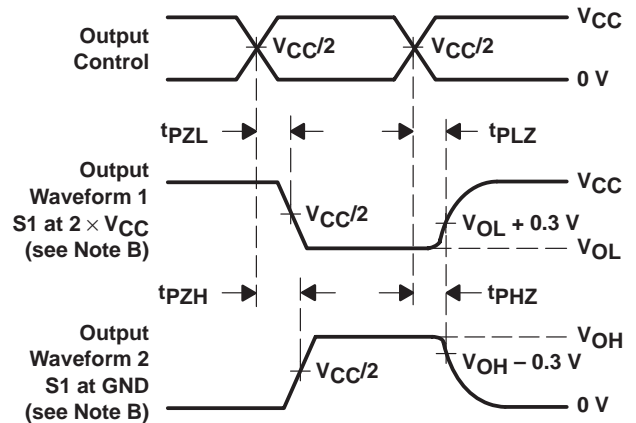 Output
Control
VCC/2
VCC/2
VCC
0 V
tPZL
tPLZ
Output
Waveform 1
S1 at 2 × VCC
(see Note B)
VCC/2
VCC
VOL + 0.3 V
VOL
tPZH
tPHZ
Output
Waveform 2
S1 at GND
(see Note B)
VCC/2
VOH
VOH – 0.3 V
0 V